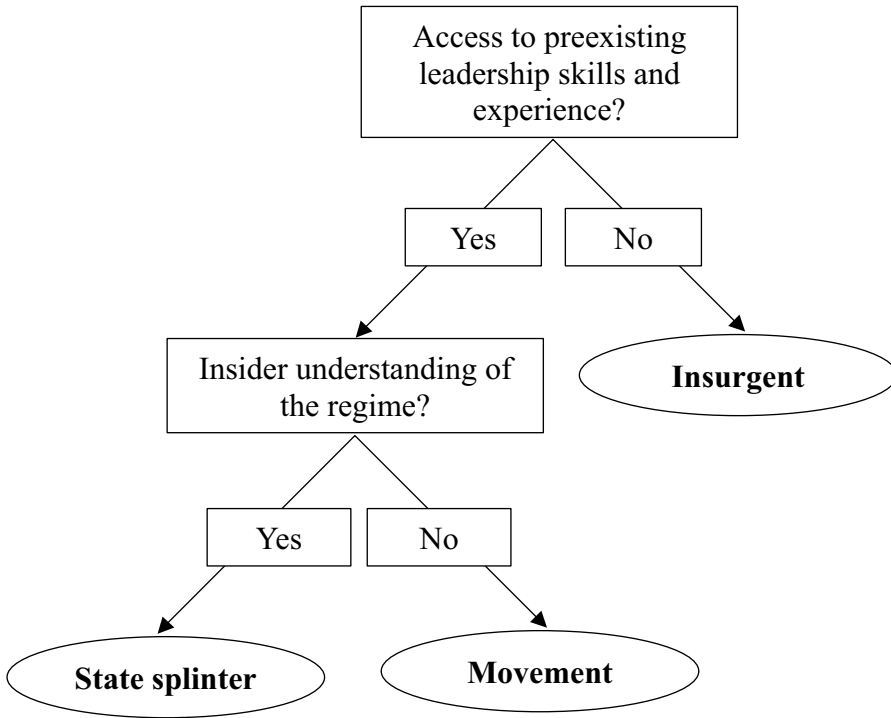 Access to preexisting
leadership skills and
experience?
Yes
No
Insider understanding of
the regime?
Insurgent
Yes
No
State splinter
Movement